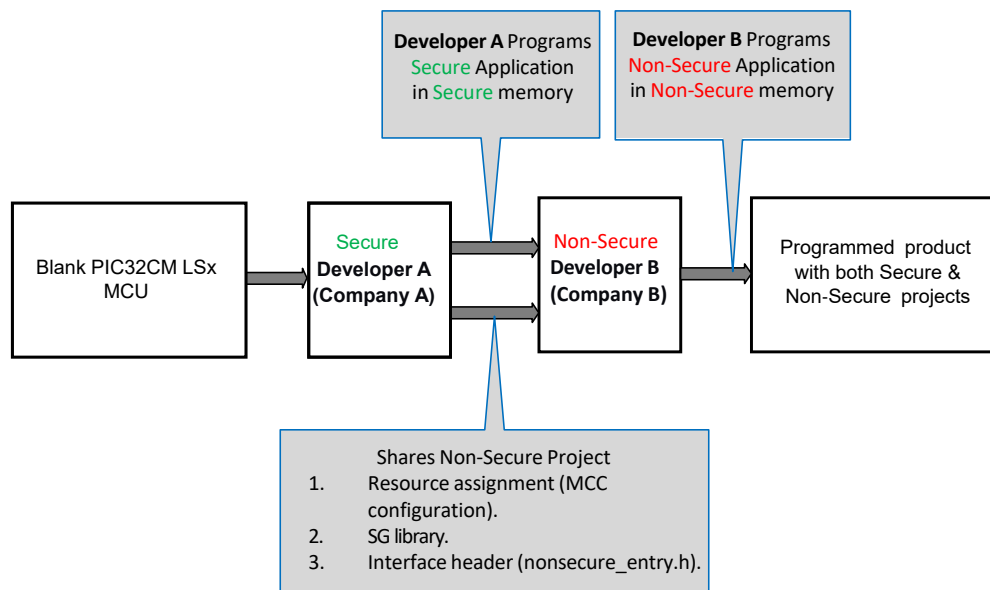 Developer A Programs
Secure Application
in Secure memory
Developer B Programs
Non-Secure Application
in Non-Secure memory
Blank PIC32CM LSx
MCU
Secure
Developer A
(Company A)
Non-Secure
Developer B
(Company B)
Programmed product
with both Secure &
Non-Secure projects
Shares Non-Secure Project
1. Resource assignment (MCC
configuration).
2. SG library.
3. Interface header (nonsecure_entry.h).